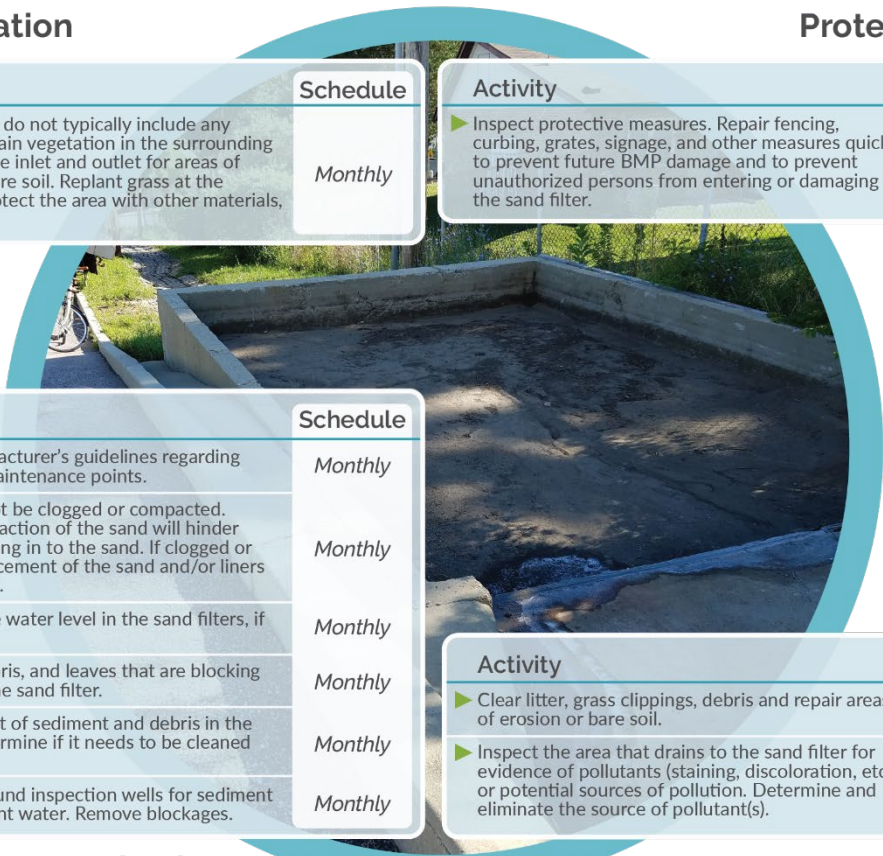 ation
Prote
Schedule
do not typically include any
ain vegetation in the surrounding
e inlet and outlet for areas of
re soil. Replant grass at the
otect the area with other materials,
Monthly
Activity
Inspect protective measures. Repair fencing,
curbing, grates, signage, and other measures quick
to prevent future BMP damage and to prevent
unauthorized persons from entering or damaging
the sand filter.
Schedule
acturer's guidelines regarding
aintenance points.
Monthly
ot be clogged or compacted.
action of the sand will hinder
ng in to the sand. If clogged or
cement of the sand and/or liners
.
Monthly
e water level in the sand filters, if
Monthly
ris, and leaves that are blocking
e sand filter.
Monthly
t of sediment and debris in the
ermine if it needs to be cleaned
Monthly
und inspection wells for sediment
nt water. Remove blockages.
Monthly
Activity
Clear litter, grass clippings, debris and repair areas
of erosion or bare soil.
Inspect the area that drains to the sand filter for
evidence of pollutants (staining, discoloration, etc
or potential sources of pollution. Determine and
eliminate the source of pollutant(s).